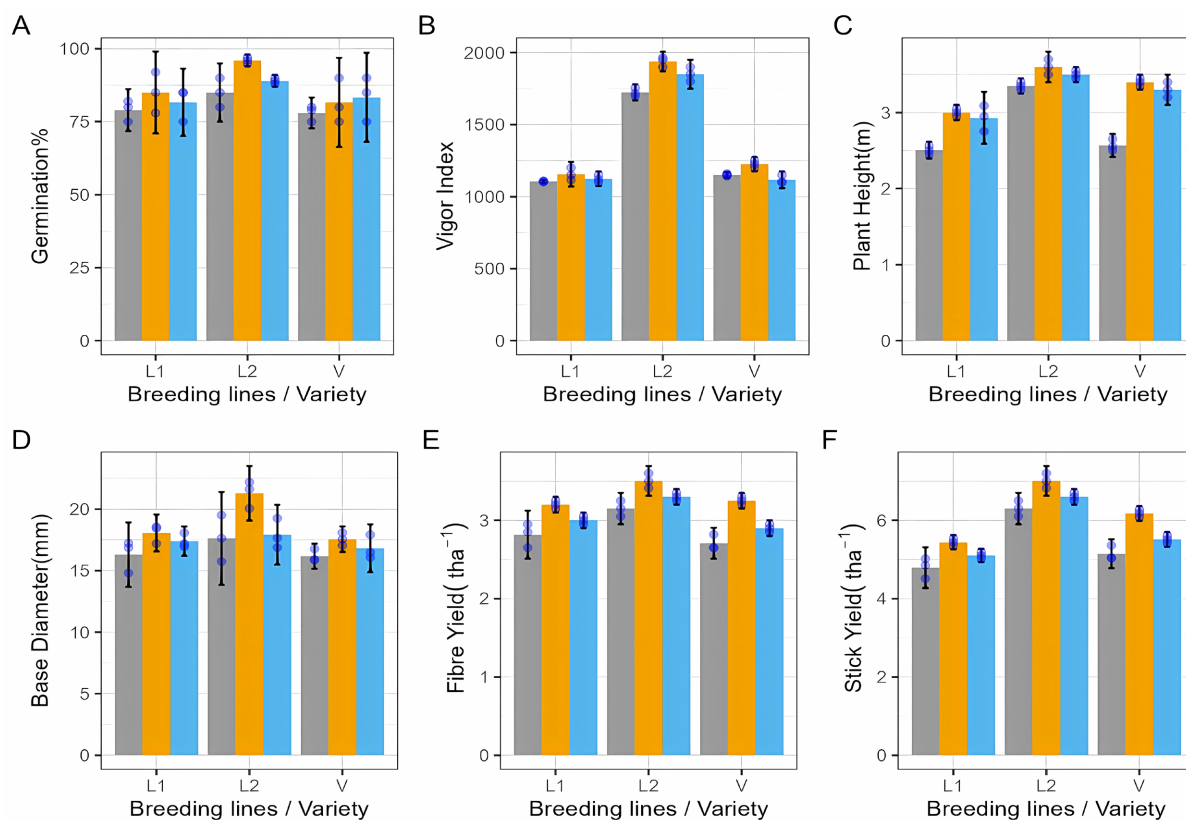 A
Germination%
100
75
50
25
0
L1 L2 V
Breeding lines / Variety
B
Vigor Index
2000
1500
1000
500
0
L1 L2 V
Breeding lines / Variety
C
Plant Height(m)
3
2
1
0
L1 L2 V
Breeding lines / Variety
D
Base Diameter(mm)
20
15
10
5
0
L1 L2 V
Breeding lines / Variety
E
Fibre Yield( tha⁻¹)
3
2
1
0
L1 L2 V
Breeding lines / Variety
F
Stick Yield( tha⁻¹)
6
4
2
0
L1 L2 V
Breeding lines / Variety